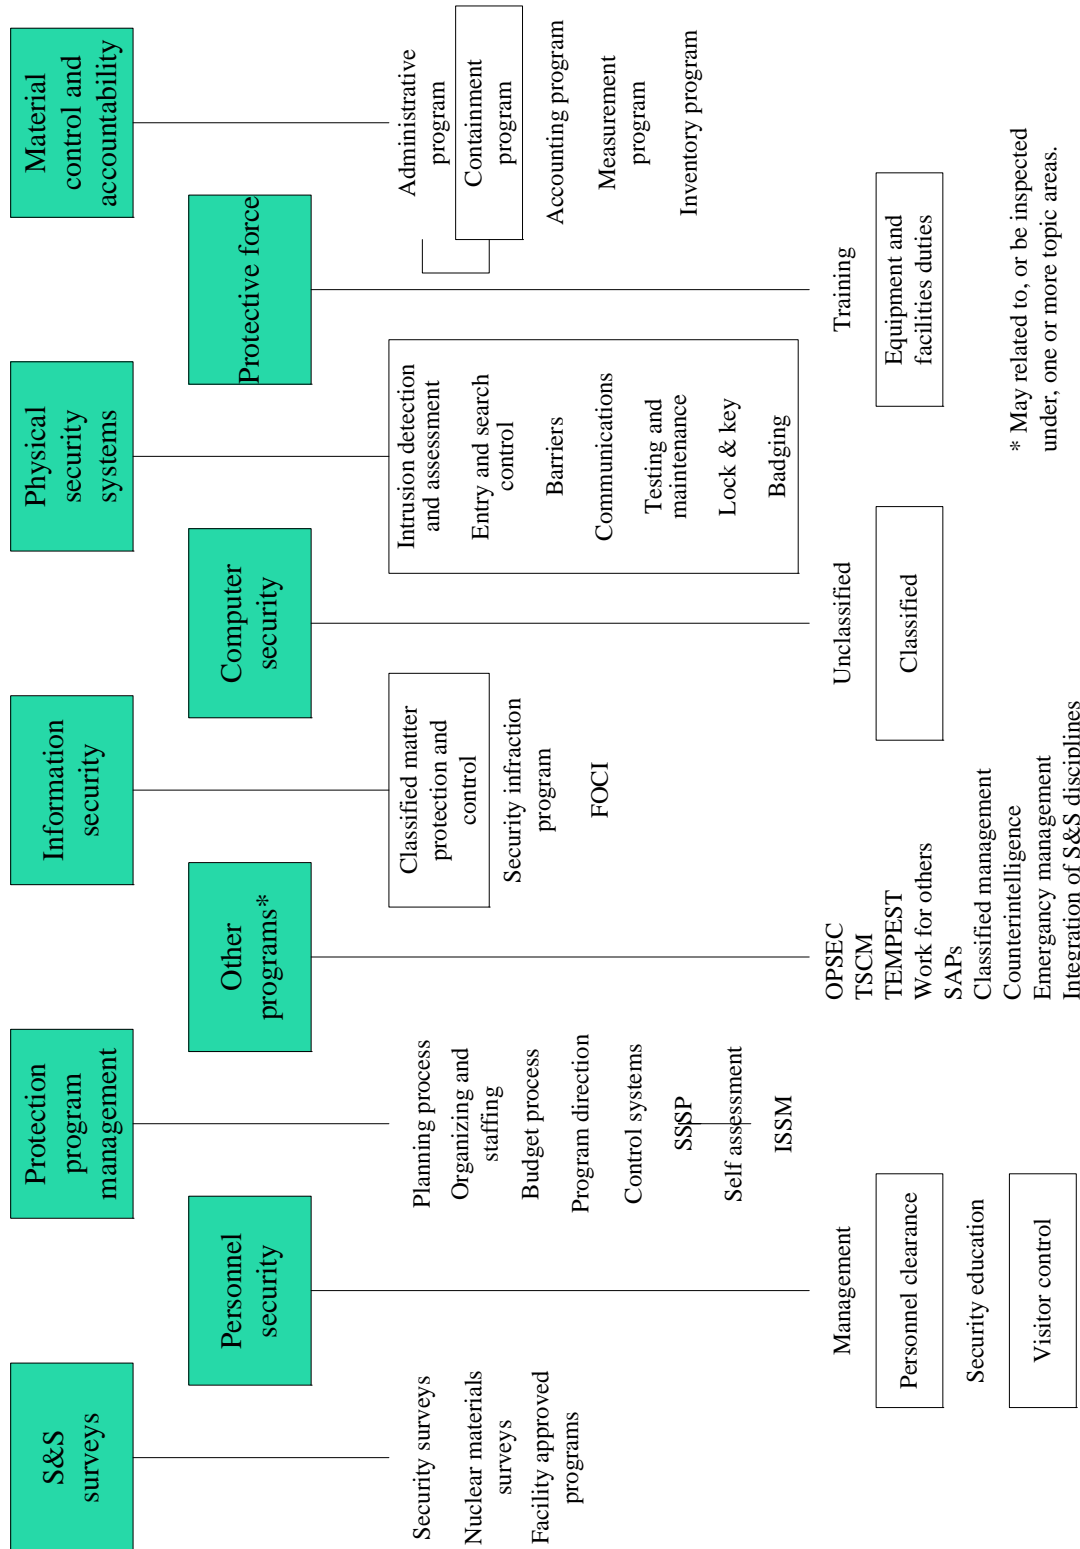 S&S
surveys
Security surveys
Nuclear materials
surveys
Facility approved
programs
Personnel
security
Management
Personnel clearance
Security education
Visitor control
Protection
program
management
Planning process
Organizing and
staffing
Budget process
Program direction
Control systems
SSSP
Self assessment
ISSM
Other
programs*
OPSEC
TSCM
TEMPEST
Work for others
SAPs
Classified management
Counterintelligence
Emergancy management
Integration of S&S disciplines
Information
security
Classified matter
protection and
control
Security infraction
program
FOCI
Computer
security
Unclassified
Classified
Physical
security
systems
Intrusion detection
and assessment
Entry and search
control
Barriers
Communications
Testing and
maintenance
Lock & key
Badging
Protective force
Training
Equipment and
facilities duties
Material
control and
accountability
Administrative
program
Containment
program
Accounting program
Measurement
program
Inventory program
* May related to, or be inspected
under, one or more topic areas.